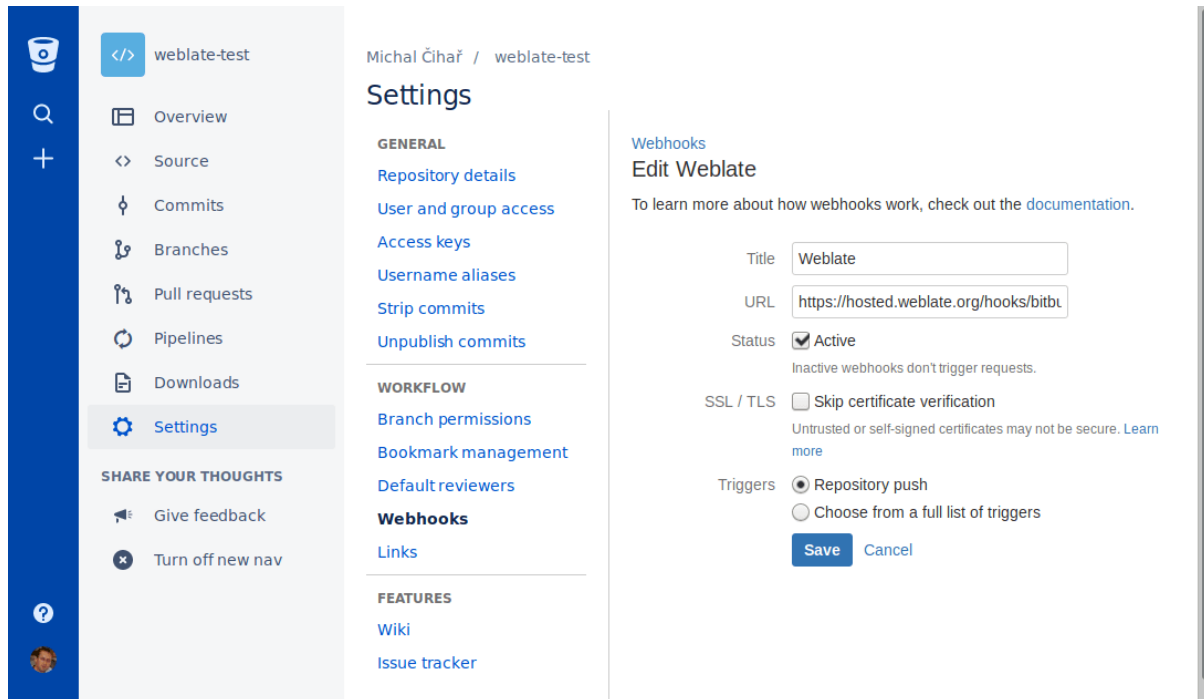 weblate-test
Overview
Source
Commits
Branches
Pull requests
Pipelines
Downloads
Settings
SHARE YOUR THOUGHTS
Give feedback
Turn off new nav
Michal Čihař / weblate-test
Settings
GENERAL
Repository details
User and group access
Access keys
Username aliases
Strip commits
Unpublish commits
WORKFLOW
Branch permissions
Bookmark management
Default reviewers
Webhooks
Links
FEATURES
Wiki
Issue tracker
Webhooks
Edit Weblate
To learn more about how webhooks work, check out the documentation.
Title Weblate
URL https://hosted.weblate.org/hooks/bitbu
Status Active
Inactive webhooks don't trigger requests.
SSL / TLS Skip certificate verification
Untrusted or self-signed certificates may not be secure. Learn
more
Triggers Repository push
Choose from a full list of triggers
Save Cancel